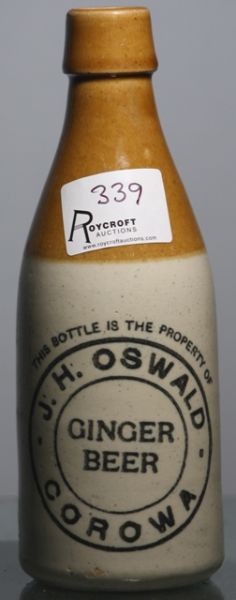 339
ROYCROFT
AUCTIONS
www.roycroftauctions.com
THIS BOTTLE IS THE PROPERTY OF
J. H. OSWALD
GINGER
BEER
COROWA